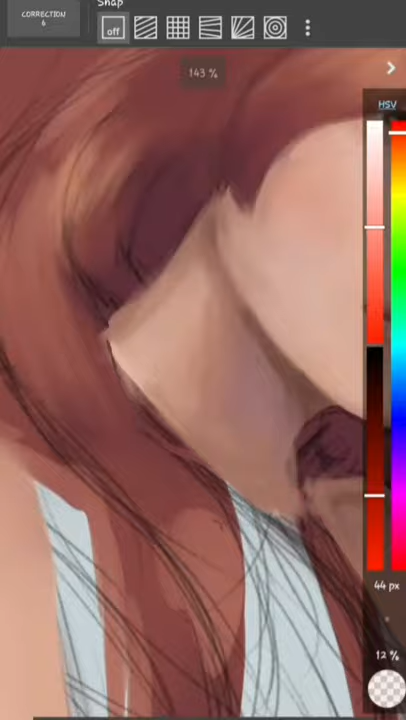 Snap
CORRECTION
6
off
143 %
HSV
44 px
12 %